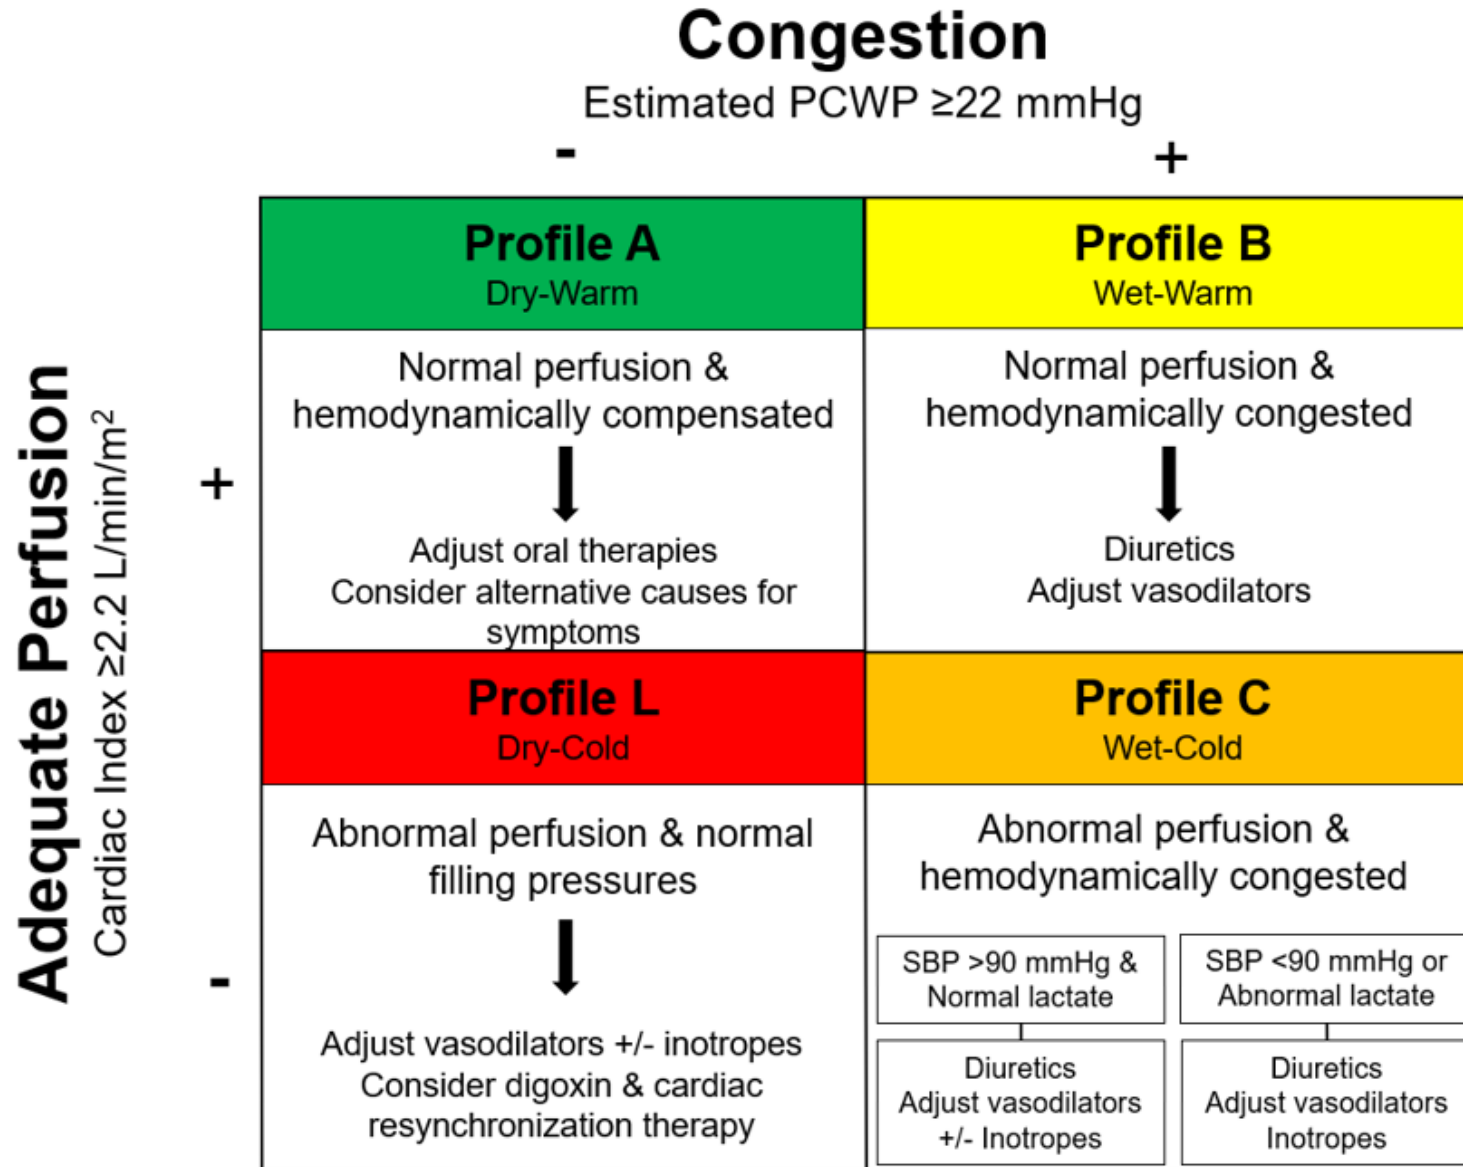 Congestion
Estimated PCWP ≥22 mmHg
-
+
Adequate Perfusion
Cardiac Index ≥2.2 L/min/m²
+
Profile A
Dry-Warm
Normal perfusion &
hemodynamically compensated
Adjust oral therapies
Consider alternative causes for
symptoms
Profile B
Wet-Warm
Normal perfusion &
hemodynamically congested
Diuretics
Adjust vasodilators
-
Profile L
Dry-Cold
Abnormal perfusion & normal
filling pressures
Adjust vasodilators +/- inotropes
Consider digoxin & cardiac
resynchronization therapy
Profile C
Wet-Cold
Abnormal perfusion &
hemodynamically congested
SBP >90 mmHg &
Normal lactate
Diuretics
Adjust vasodilators
+/- Inotropes
SBP <90 mmHg or
Abnormal lactate
Diuretics
Adjust vasodilators
Inotropes